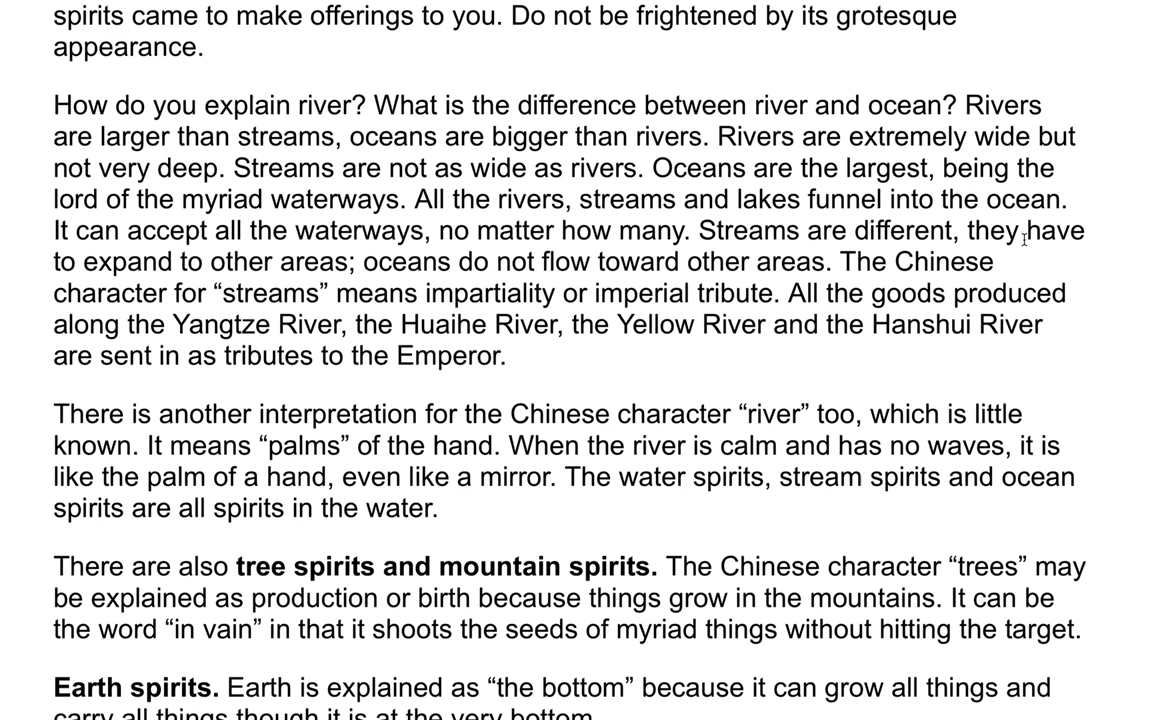 spirits came to make offerings to you. Do not be frightened by its grotesque
appearance.
How do you explain river? What is the difference between river and ocean? Rivers
are larger than streams, oceans are bigger than rivers. Rivers are extremely wide but
not very deep. Streams are not as wide as rivers. Oceans are the largest, being the
lord of the myriad waterways. All the rivers, streams and lakes funnel into the ocean.
It can accept all the waterways, no matter how many. Streams are different, they have
to expand to other areas; oceans do not flow toward other areas. The Chinese
character for “streams” means impartiality or imperial tribute. All the goods produced
along the Yangtze River, the Huaihe River, the Yellow River and the Hanshui River
are sent in as tributes to the Emperor.
There is another interpretation for the Chinese character “river” too, which is little
known. It means “palms” of the hand. When the river is calm and has no waves, it is
like the palm of a hand, even like a mirror. The water spirits, stream spirits and ocean
spirits are all spirits in the water.
There are also tree spirits and mountain spirits. The Chinese character “trees” may
be explained as production or birth because things grow in the mountains. It can be
the word “in vain” in that it shoots the seeds of myriad things without hitting the target.
Earth spirits. Earth is explained as “the bottom” because it can grow all things and
carry all things though it is at the very bottom.